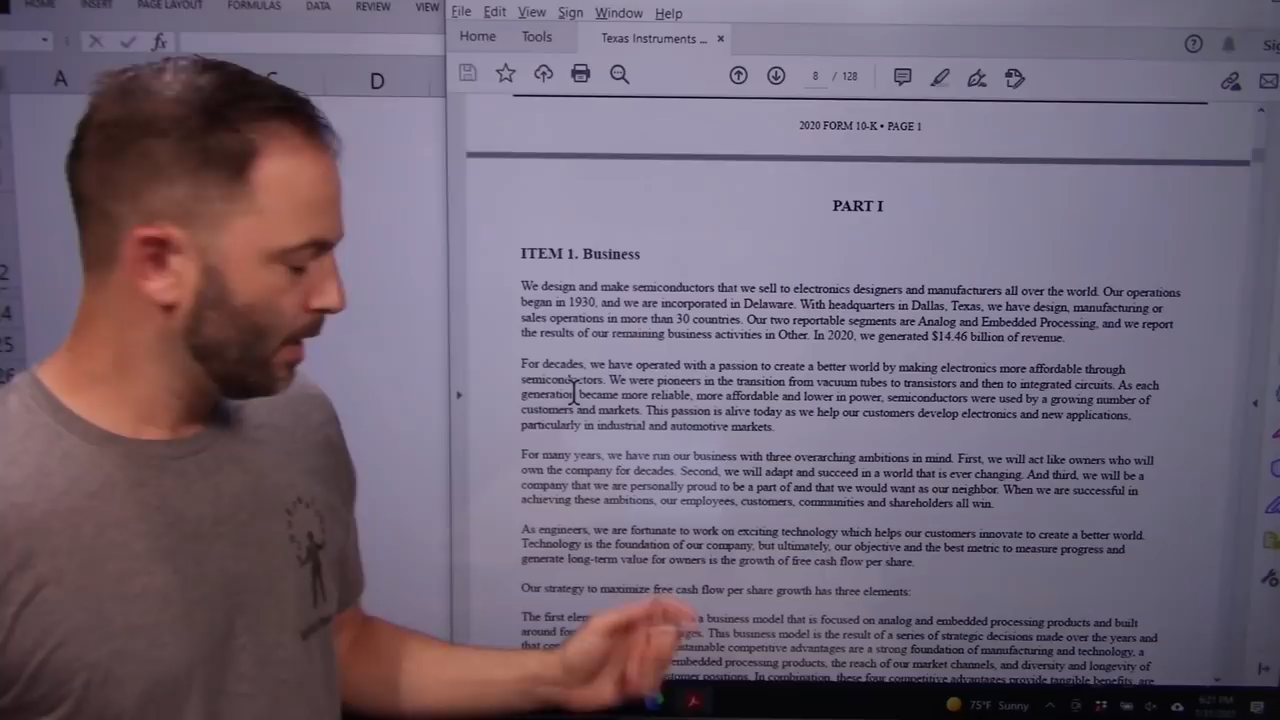 HOME INSERT PAGE LAYOUT FORMULAS DATA REVIEW VIEW
fx
A D
File Edit View Sign Window Help
Home Tools Texas Instruments ... ×
8 / 128
2020 FORM 10-K • PAGE 1
PART I
ITEM 1. Business
We design and make semiconductors that we sell to electronics designers and manufacturers all over the world. Our operations
began in 1930, and we are incorporated in Delaware. With headquarters in Dallas, Texas, we have design, manufacturing or
sales operations in more than 30 countries. Our two reportable segments are Analog and Embedded Processing, and we report
the results of our remaining business activities in Other. In 2020, we generated $14.46 billion of revenue.
For decades, we have operated with a passion to create a better world by making electronics more affordable through
semiconductors. We were pioneers in the transition from vacuum tubes to transistors and then to integrated circuits. As each
generation became more reliable, more affordable and lower in power, semiconductors were used by a growing number of
customers and markets. This passion is alive today as we help our customers develop electronics and new applications,
particularly in industrial and automotive markets.
For many years, we have run our business with three overarching ambitions in mind. First, we will act like owners who will
own the company for decades. Second, we will adapt and succeed in a world that is ever changing. And third, we will be a
company that we are personally proud to be a part of and that we would want as our neighbor. When we are successful in
achieving these ambitions, our employees, customers, communities and shareholders all win.
As engineers, we are fortunate to work on exciting technology which helps our customers innovate to create a better world.
Technology is the foundation of our company, but ultimately, our objective and the best metric to measure progress and
generate long-term value for owners is the growth of free cash flow per share.
Our strategy to maximize free cash flow per share growth has three elements:
The first a business model that is focused on analog and embedded processing products and built
around This business model is the result of a series of strategic decisions made over the years and
that competitive advantages are a strong foundation of manufacturing and technology, a
embedded processing products, the reach of our market channels, and diversity and longevity of
positions. In combination, these four competitive advantages provide tangible benefits, are
75°F Sunny
6:21 PM